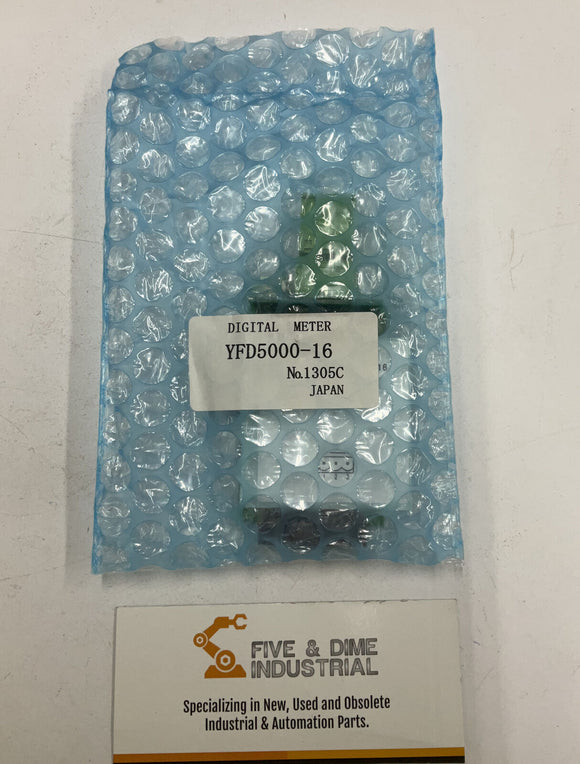 DIGITAL METER
YFD5000-16
No.1305C
JAPAN
16
FIVE & DIME
INDUSTRIAL
Specializing in New, Used and Obsolete
Industrial & Automation Parts.